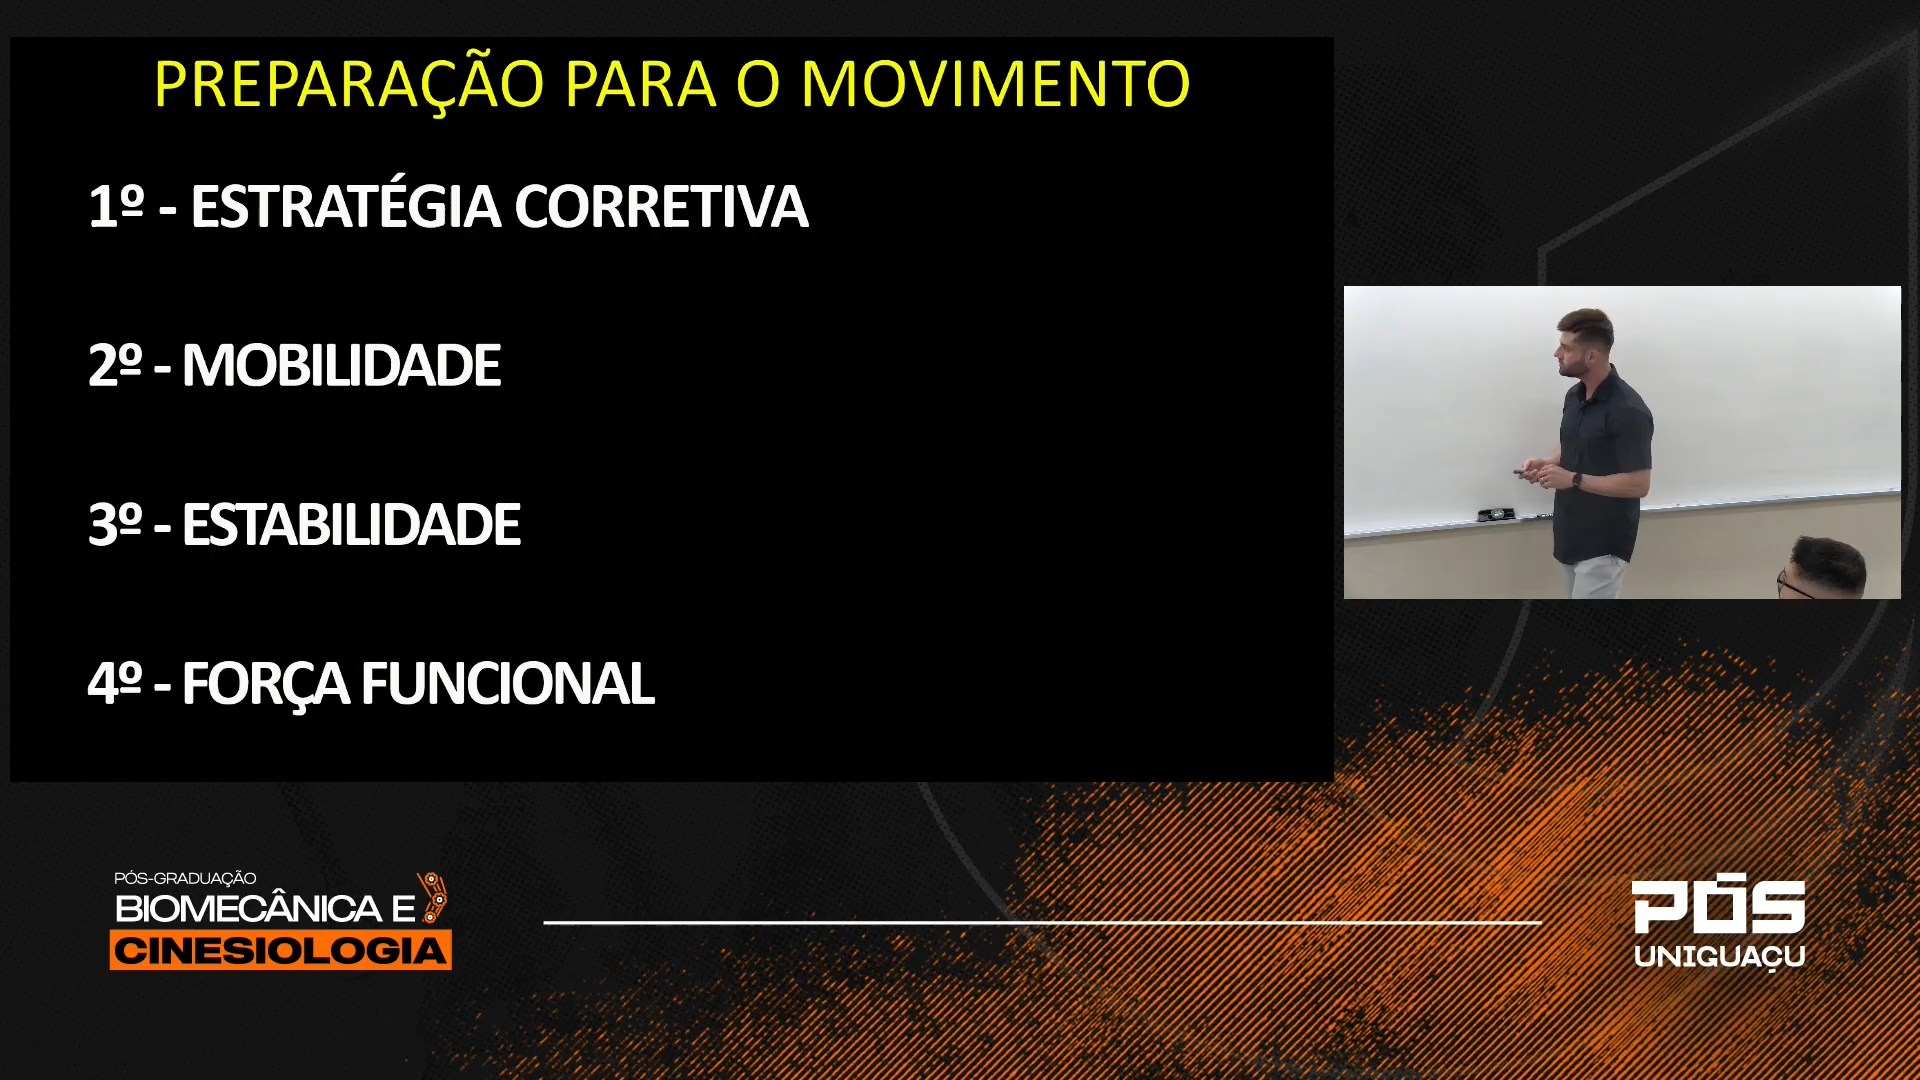 PREPARAÇÃO PARA O MOVIMENTO
1º - ESTRATÉGIA CORRETIVA
2º - MOBILIDADE
3º - ESTABILIDADE
4º - FORÇA FUNCIONAL
PÓS-GRADUAÇÃO
BIOMECÂNICA E
CINESIOLOGIA
PÓS
UNIGUAÇU